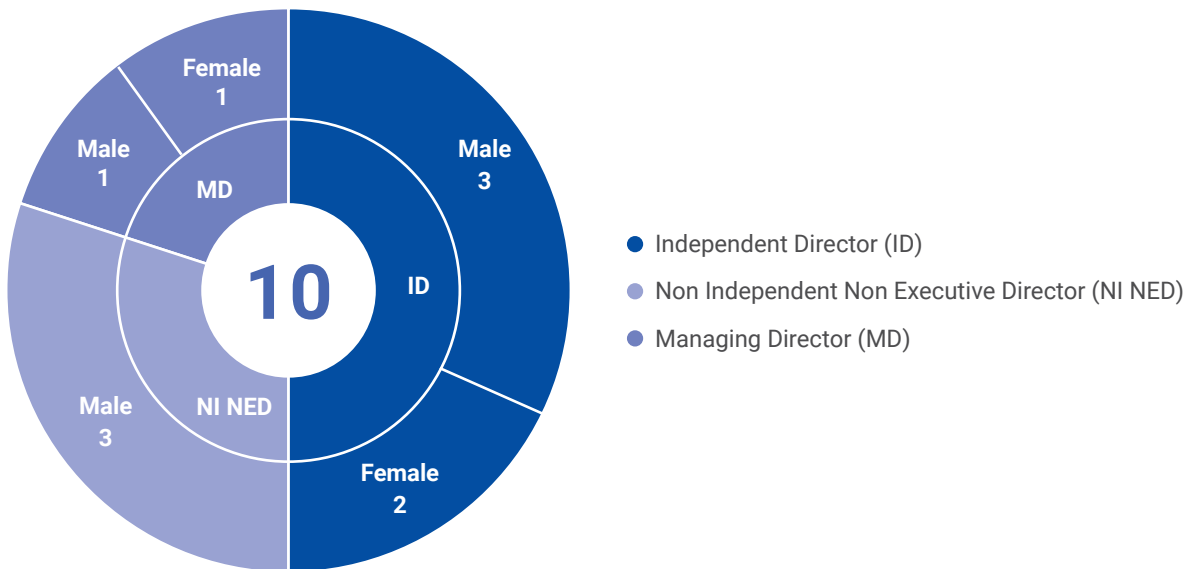 Female
1
Male
1
MD
Male
3
10
ID
NI NED
Male
3
Female
2
Independent Director (ID)
Non Independent Non Executive Director (NI NED)
Managing Director (MD)